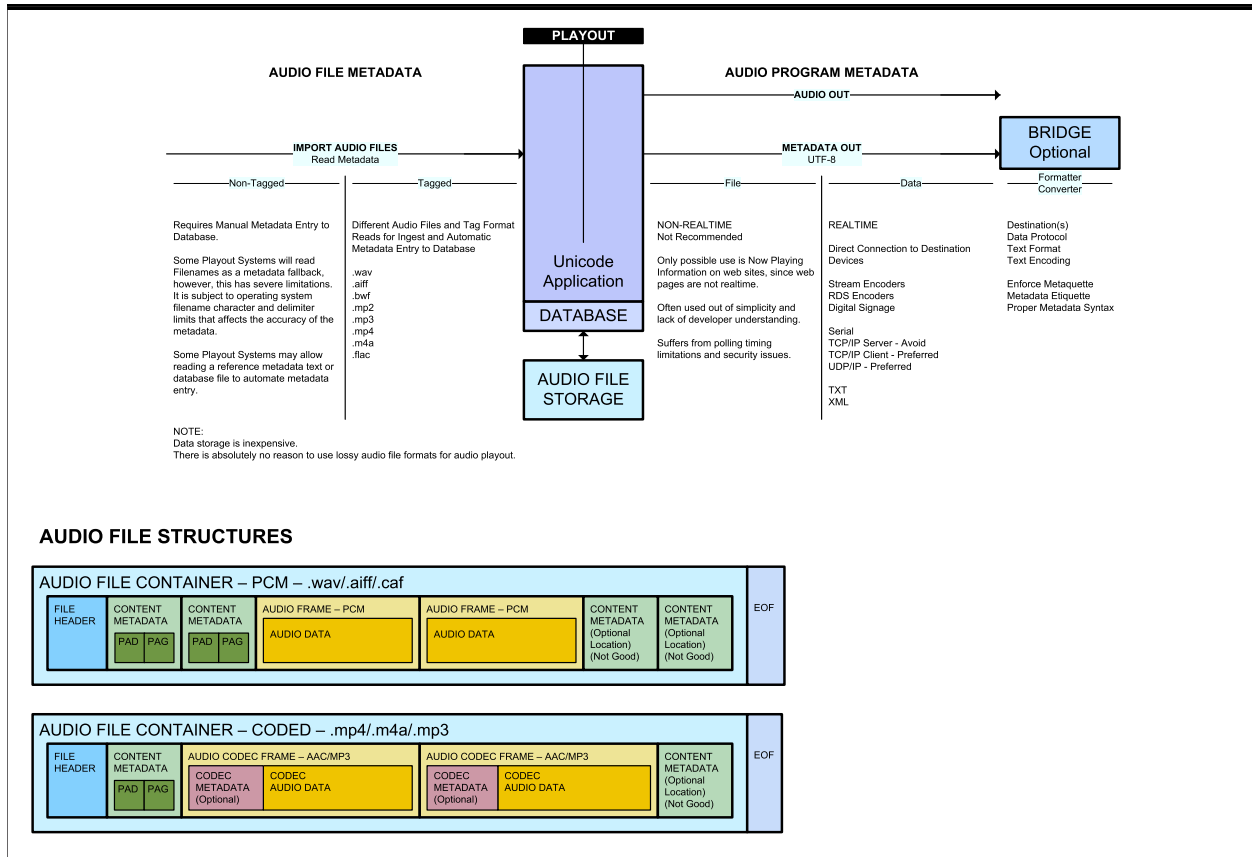 PLAYOUT
AUDIO FILE METADATA
AUDIO PROGRAM METADATA
AUDIO OUT
IMPORT AUDIO FILES
Read Metadata
METADATA OUT
UTF-8
BRIDGE
Optional
Non-Tagged
Tagged
File
Data
Formatter
Converter
Requires Manual Metadata Entry to
Database.
Some Playout Systems will read
Filenames as a metadata fallback,
however, this has severe limitations.
It is subject to operating system
filename character and delimiter
limits that affects the accuracy of the
metadata.
Some Playout Systems may allow
reading a reference metadata text or
database file to automate metadata
entry.
Different Audio Files and Tag Format
Reads for Ingest and Automatic
Metadata Entry to Database
.wav
.aiff
.bwf
.mp2
.mp3
.mp4
.m4a
.flac
Unicode
Application
DATABASE
AUDIO FILE
STORAGE
NON-REALTIME
Not Recommended
Only possible use is Now Playing
Information on web sites, since web
pages are not realtime.
Often used out of simplicity and
lack of developer understanding.
Suffers from polling timing
limitations and security issues.
REALTIME
Direct Connection to Destination
Devices
Stream Encoders
RDS Encoders
Digital Signage
Serial
TCP/IP Server - Avoid
TCP/IP Client - Preferred
UDP/IP - Preferred
TXT
XML
Destination(s)
Data Protocol
Text Format
Text Encoding
Enforce Metaquette
Metadata Etiquette
Proper Metadata Syntax
NOTE:
Data storage is inexpensive.
There is absolutely no reason to use lossy audio file formats for audio playout.
AUDIO FILE STRUCTURES
AUDIO FILE CONTAINER – PCM – .wav/.aiff/.caf
FILE
HEADER
CONTENT
METADATA
PAD
PAG
CONTENT
METADATA
PAD
PAG
AUDIO FRAME – PCM
AUDIO DATA
AUDIO FRAME – PCM
AUDIO DATA
CONTENT
METADATA
(Optional
Location)
(Not Good)
CONTENT
METADATA
(Optional
Location)
(Not Good)
EOF
AUDIO FILE CONTAINER – CODED – .mp4/.m4a/.mp3
FILE
HEADER
CONTENT
METADATA
PAD
PAG
AUDIO CODEC FRAME – AAC/MP3
CODEC
METADATA
(Optional)
CODEC
AUDIO DATA
AUDIO CODEC FRAME – AAC/MP3
CODEC
METADATA
(Optional)
CODEC
AUDIO DATA
CONTENT
METADATA
(Optional
Location)
(Not Good)
EOF